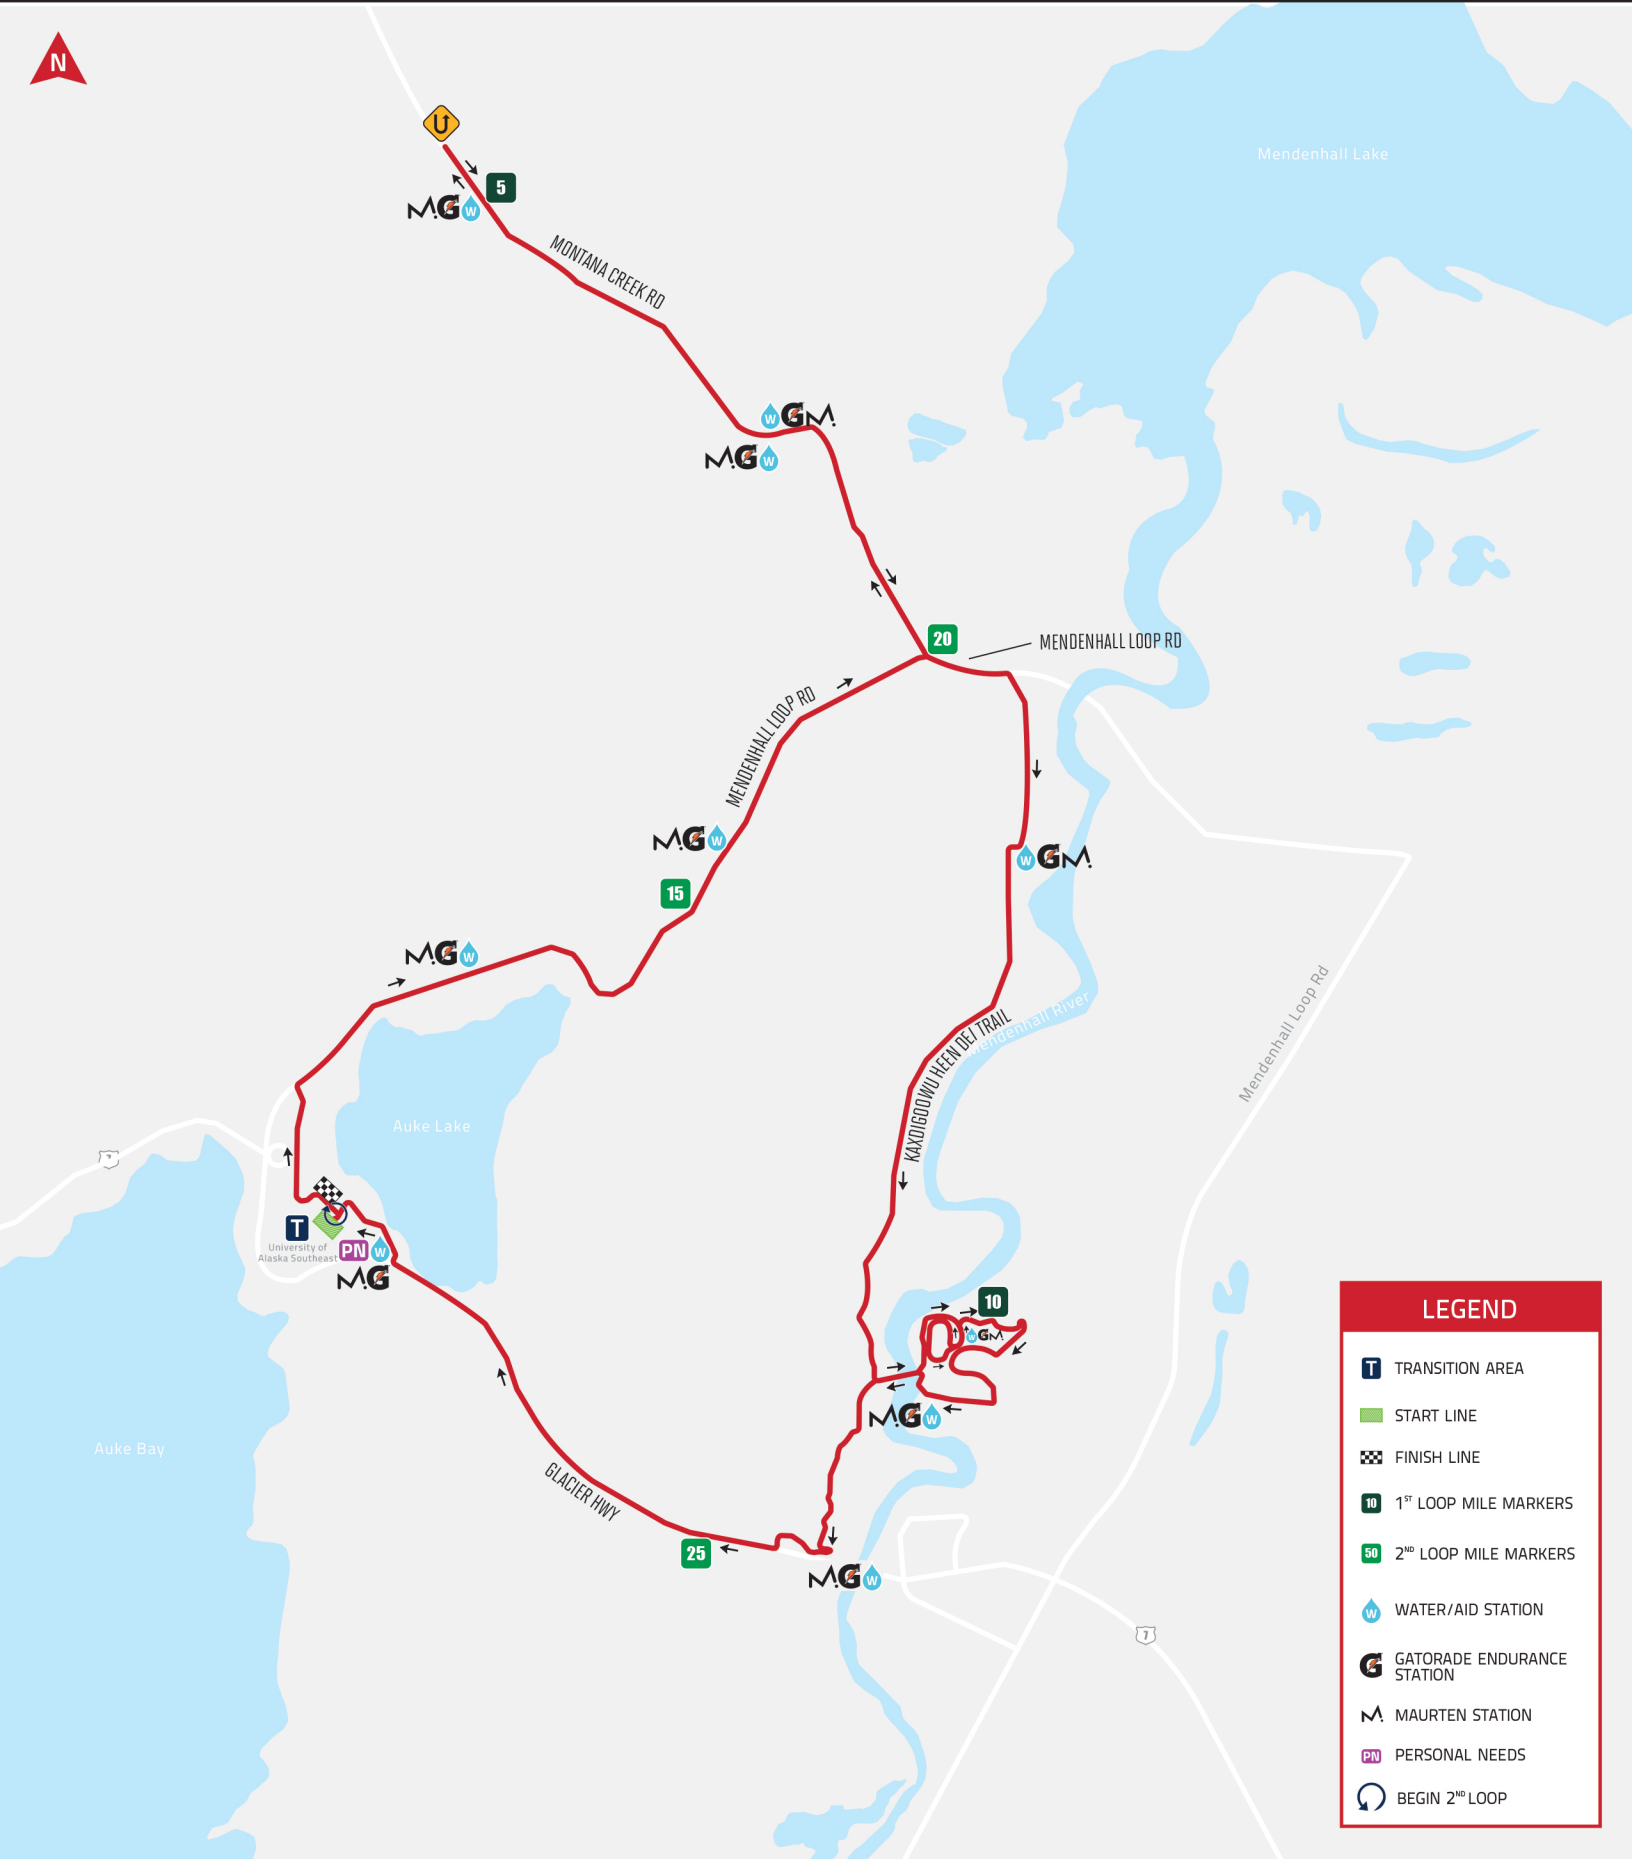 N
Mendenhall Lake
5
M.G W
MONTANA CREEK RD
W G M.
M.G W
20
MENDENHALL LOOP RD
MENDENHALL LOOP RD
M.G W
W G M.
15
M.G W
Mendenhall River
KAXDIGOOWU HEEN DEI TRAIL
Mendenhall Loop Rd
Auke Lake
7
T
University of
Alaska Southeast
PN W
M.G
10
W G M.
M.G W
Auke Bay
GLACIER HWY
25
M.G W
7
LEGEND
T TRANSITION AREA
START LINE
FINISH LINE
10 1ST LOOP MILE MARKERS
50 2ND LOOP MILE MARKERS
W WATER/AID STATION
G GATORADE ENDURANCE
STATION
M. MAURTEN STATION
PN PERSONAL NEEDS
BEGIN 2ND LOOP